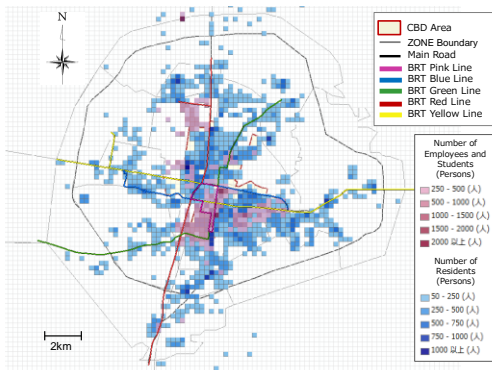 N
CBD Area
ZONE Boundary
Main Road
BRT Pink Line
BRT Blue Line
BRT Green Line
BRT Red Line
BRT Yellow Line
Number of
Employees and
Students
(Persons)
250 - 500 (人)
500 - 1000 (人)
1000 - 1500 (人)
1500 - 2000 (人)
2000 以上 (人)
Number of
Residents
(Persons)
50 - 250 (人)
250 - 500 (人)
500 - 750 (人)
750 - 1000 (人)
1000 以上 (人)
2km